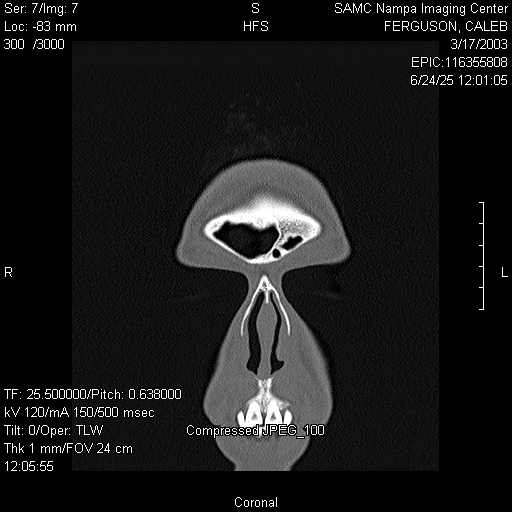 Ser: 7/Img: 7
S
SAMC Nampa Imaging Center
Loc: -83 mm
HFS
FERGUSON, CALEB
300 /3000
3/17/2003
EPIC:116355808
6/24/25 12:01:05
R
L
TF: 25.500000/Pitch: 0.638000
kV 120/mA 150/500 msec
Tilt: 0/Oper: TLW
Compressed JPEG_100
Thk 1 mm/FOV 24 cm
12:05:55
Coronal